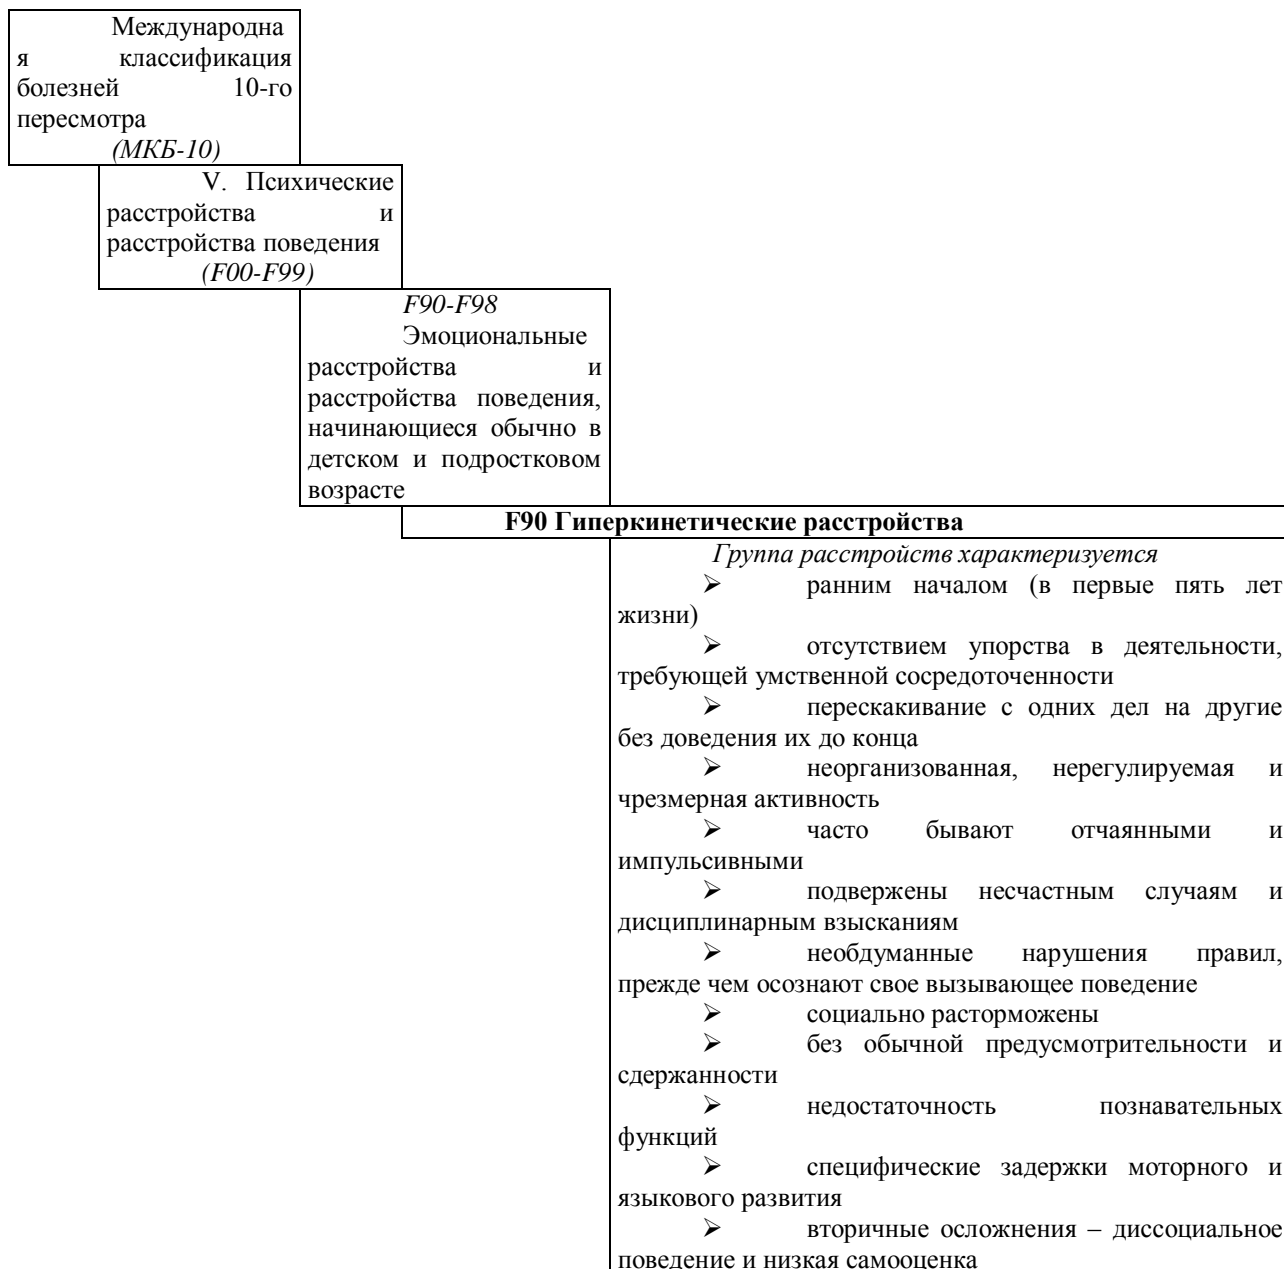 Международна
я классификация
болезней 10-го
пересмотра
(МКБ-10)
V. Психические
расстройства и
расстройства поведения
(F00-F99)
F90-F98
Эмоциональные
расстройства и
расстройства поведения,
начинающиеся обычно в
детском и подростковом
возрасте
F90 Гиперкинетические расстройства
Группа расстройств характеризуется
➢ ранним началом (в первые пять лет
жизни)
➢ отсутствием упорства в деятельности,
требующей умственной сосредоточенности
➢ перескакивание с одних дел на другие
без доведения их до конца
➢ неорганизованная, нерегулируемая и
чрезмерная активность
➢ часто бывают отчаянными и
импульсивными
➢ подвержены несчастным случаям и
дисциплинарным взысканиям
➢ необдуманные нарушения правил,
прежде чем осознают свое вызывающее поведение
➢ социально расторможены
➢ без обычной предусмотрительности и
сдержанности
➢ недостаточность познавательных
функций
➢ специфические задержки моторного и
языкового развития
➢ вторичные осложнения – диссоциальное
поведение и низкая самооценка